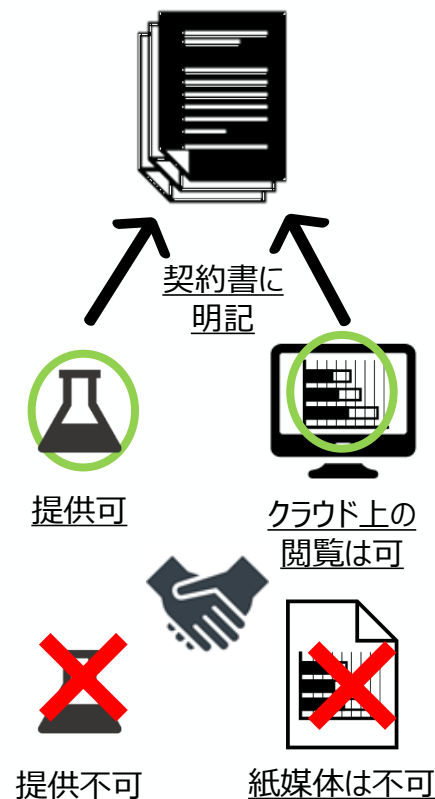 契約書に
明記
提供可
クラウド上の
閲覧は可
提供不可
紙媒体は不可